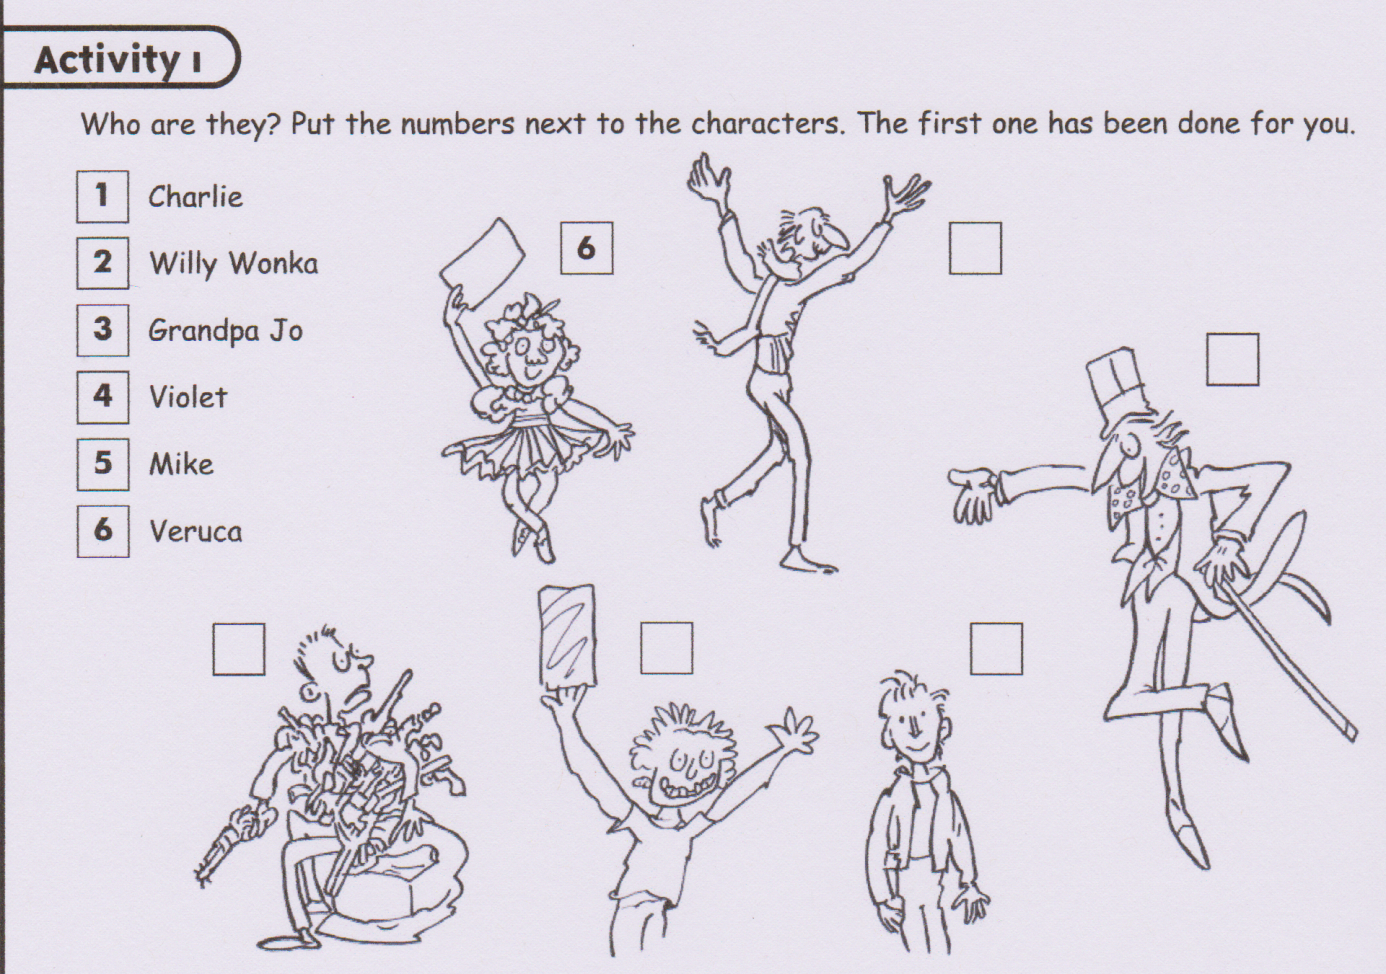 Activity 1
Who are they? Put the numbers next to the characters. The first one has been done for you.
1 Charlie
2 Willy Wonka
3 Grandpa Jo
4 Violet
5 Mike
6 Veruca
6